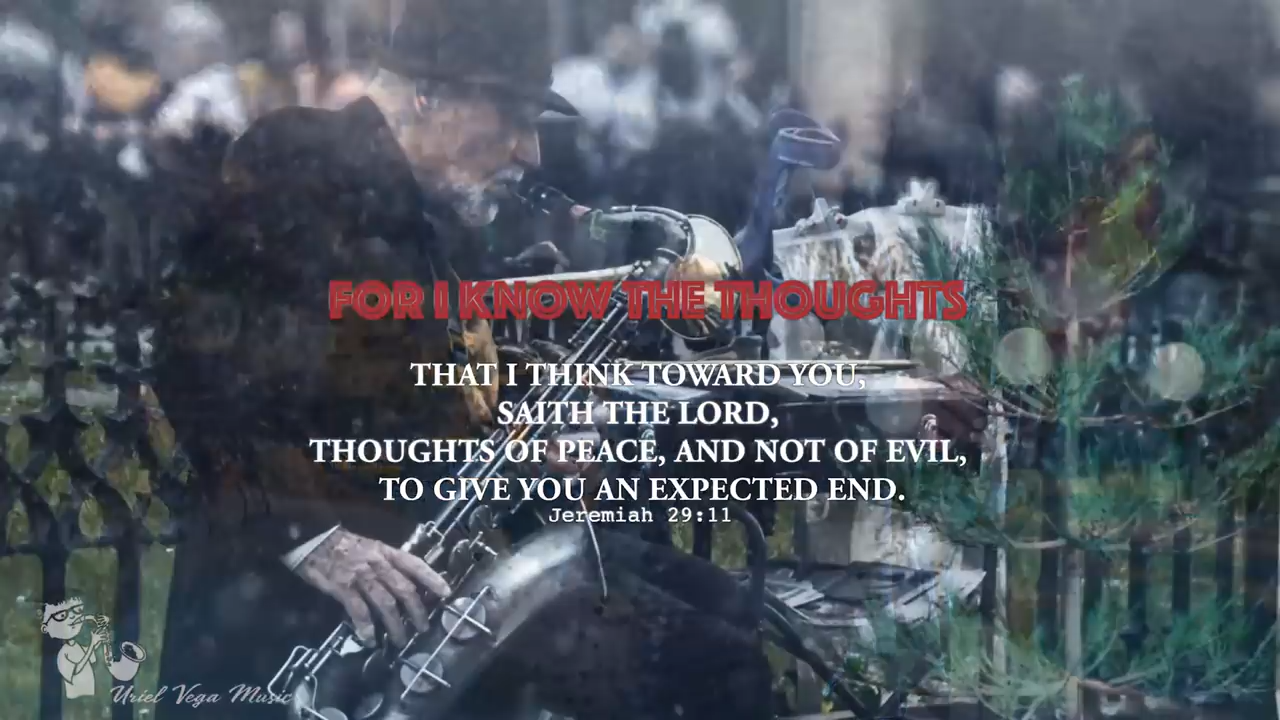 FOR I KNOW THE THOUGHTS
THAT I THINK TOWARD YOU,
SAITH THE LORD,
THOUGHTS OF PEACE, AND NOT OF EVIL,
TO GIVE YOU AN EXPECTED END.
Jeremiah 29:11
Uriel Vega Music